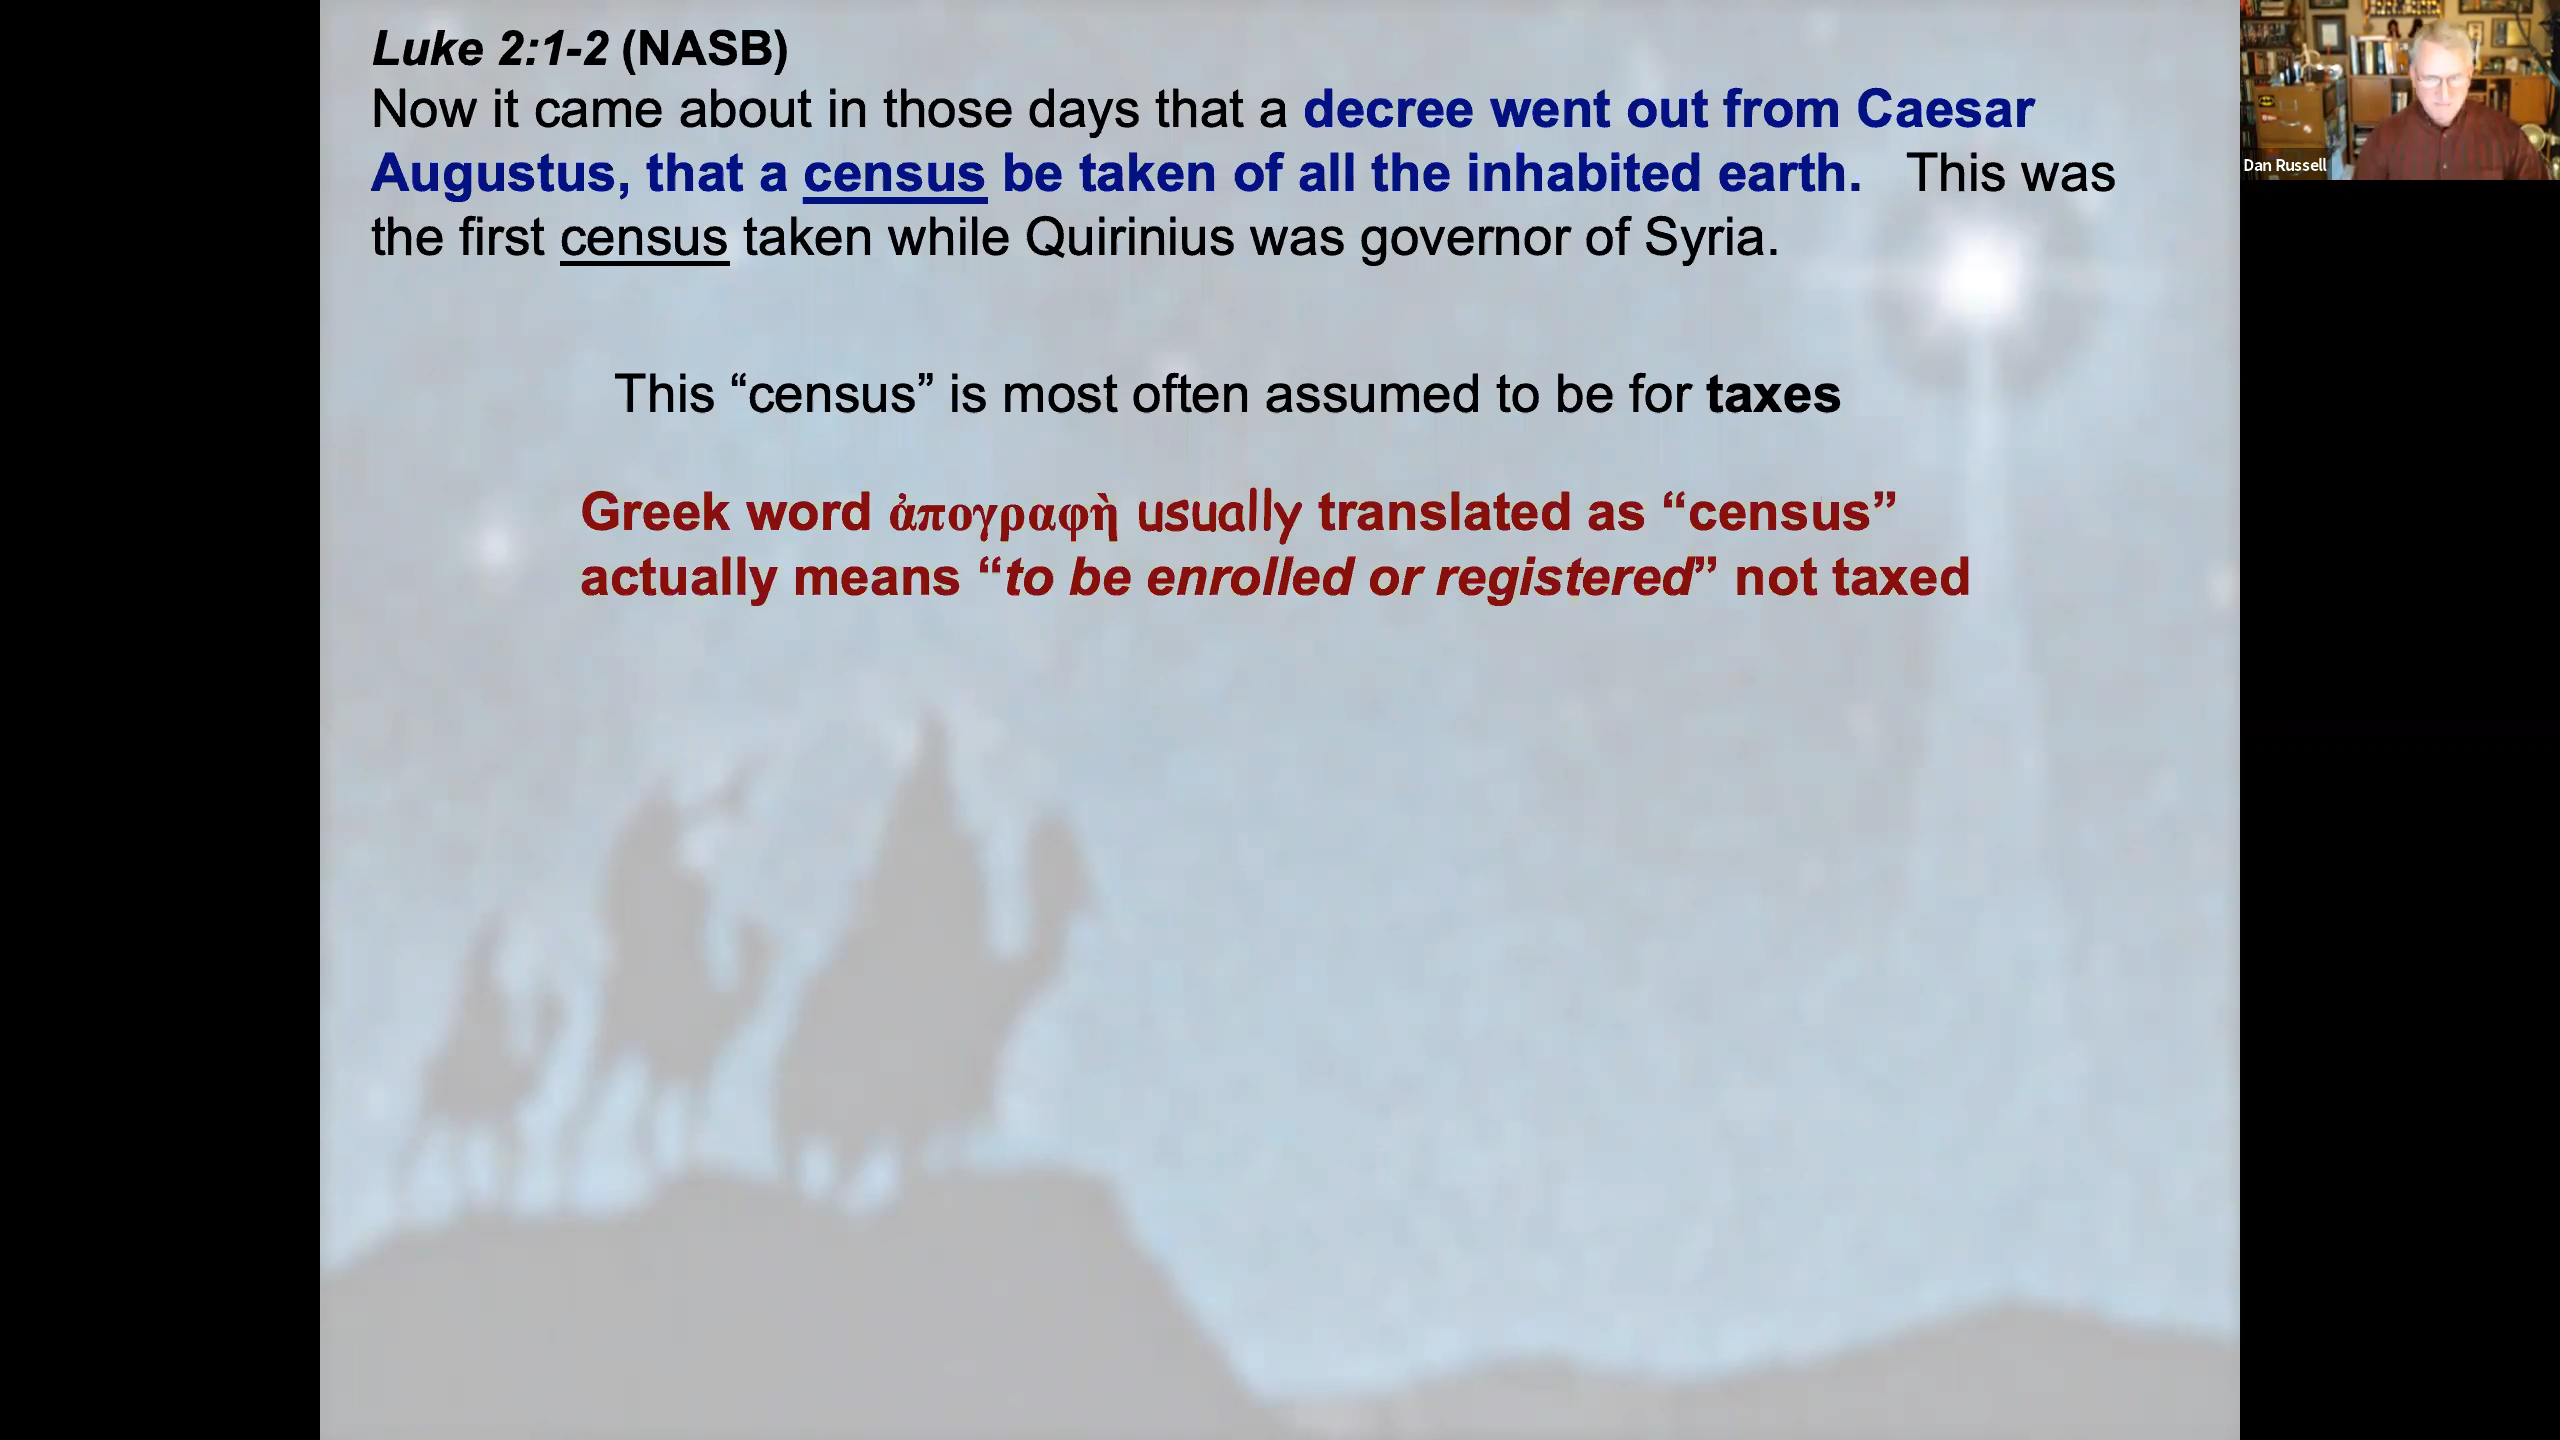 Luke 2:1-2 (NASB)
Now it came about in those days that a decree went out from Caesar
Augustus, that a census be taken of all the inhabited earth.   This was
the first census taken while Quirinius was governor of Syria.
This “census” is most often assumed to be for taxes
Greek word ἀπογραφὴ usually translated as “census”
actually means “to be enrolled or registered” not taxed
Dan Russell